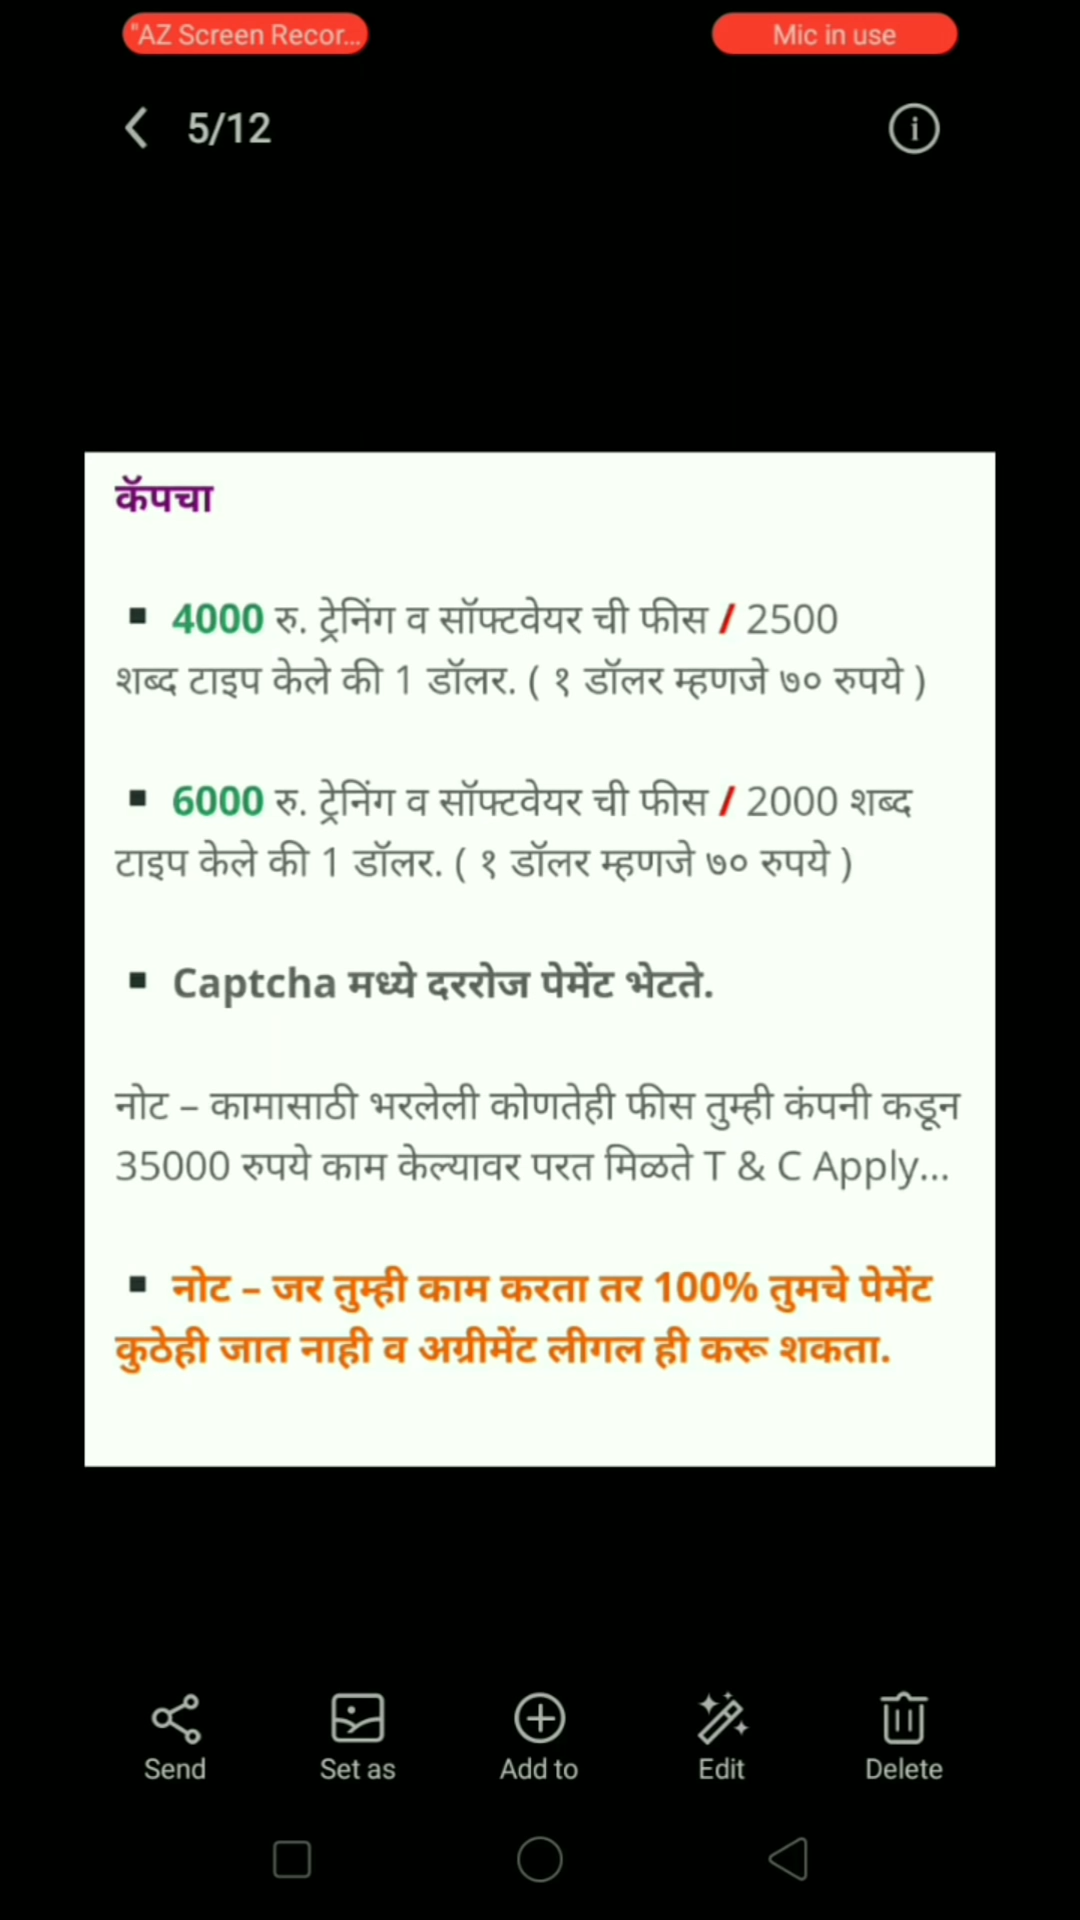 "AZ Screen Recor...
Mic in use
5/12
कॅपचा
▪ 4000 रु. ट्रेनिंग व सॉफ्टवेयर ची फीस / 2500
शब्द टाइप केले की 1 डॉलर. ( १ डॉलर म्हणजे ७० रुपये )
▪ 6000 रु. ट्रेनिंग व सॉफ्टवेयर ची फीस / 2000 शब्द
टाइप केले की 1 डॉलर. ( १ डॉलर म्हणजे ७० रुपये )
▪ Captcha मध्ये दररोज पेमेंट भेटते.
नोट – कामासाठी भरलेली कोणतेही फीस तुम्ही कंपनी कडून
35000 रुपये काम केल्यावर परत मिळते T & C Apply...
▪ नोट – जर तुम्ही काम करता तर 100% तुमचे पेमेंट
कुठेही जात नाही व अग्रीमेंट लीगल ही करू शकता.
Send
Set as
Add to
Edit
Delete